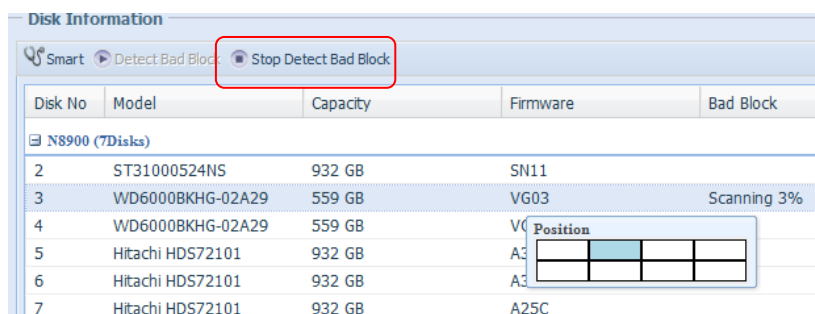 Disk Information
Smart Detect Bad Block Stop Detect Bad Block
Disk No Model Capacity Firmware Bad Block
N8900 (7Disks)
2 ST31000524NS 932 GB SN11
3 WD6000BKHG-02A29 559 GB VG03 Scanning 3%
4 WD6000BKHG-02A29 559 GB
Position
5 Hitachi HDS72101 932 GB
6 Hitachi HDS72101 932 GB
7 Hitachi HDS72101 932 GB A25C